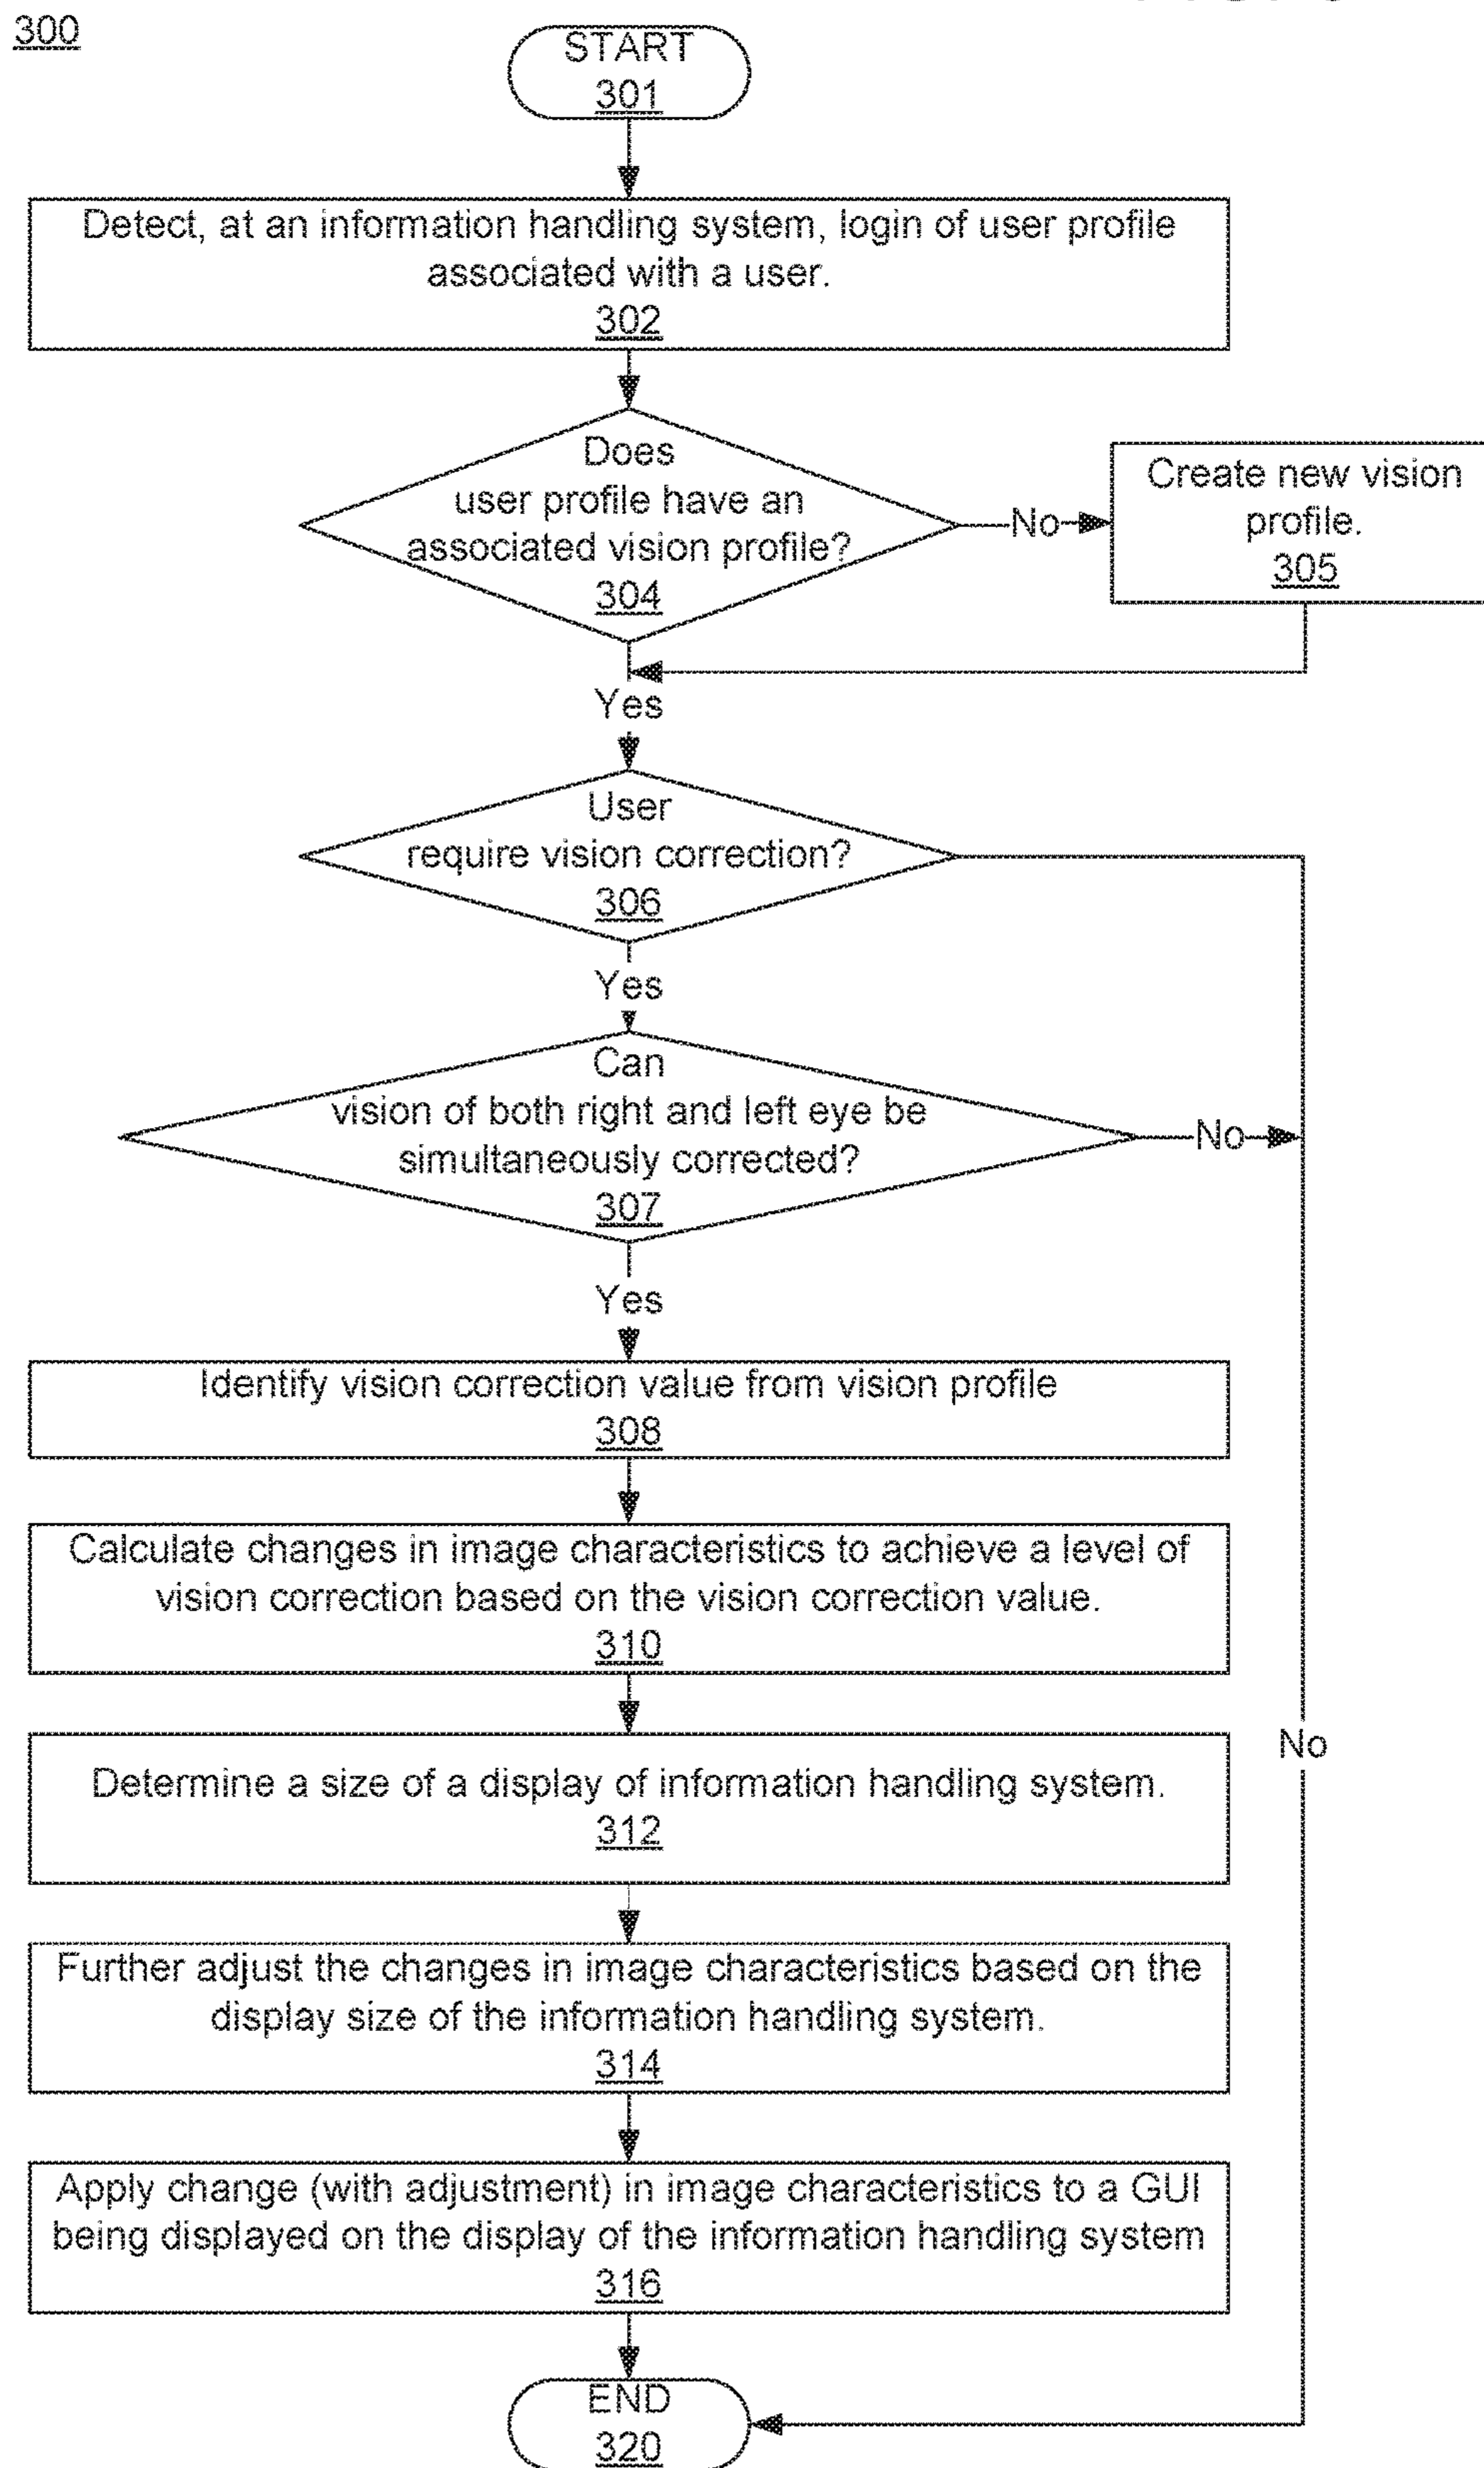 300
START
301
Detect, at an information handling system, login of user profile
associated with a user.
302
Does
user profile have an
associated vision profile?
304
No
Create new vision
profile.
305
Yes
User
require vision correction?
306
Yes
Can
vision of both right and left eye be
simultaneously corrected?
307
No
Yes
Identify vision correction value from vision profile
308
Calculate changes in image characteristics to achieve a level of
vision correction based on the vision correction value.
310
No
Determine a size of a display of information handling system.
312
Further adjust the changes in image characteristics based on the
display size of the information handling system.
314
Apply change (with adjustment) in image characteristics to a GUI
being displayed on the display of the information handling system
316
END
320